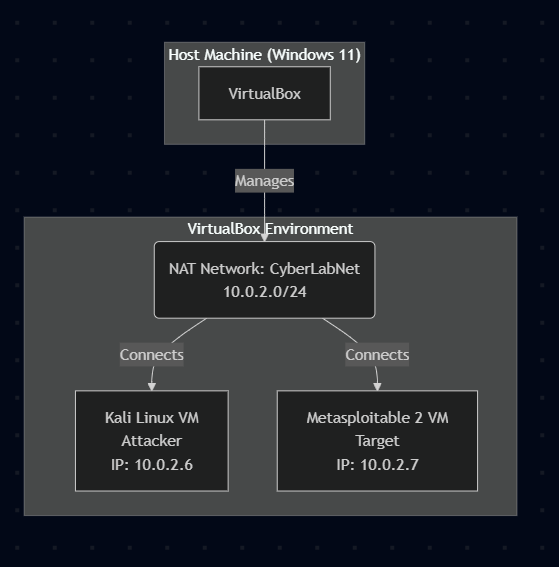 Host Machine (Windows 11)
VirtualBox
Manages
VirtualBox Environment
NAT Network: CyberLabNet
10.0.2.0/24
Connects
Connects
Kali Linux VM
Attacker
IP: 10.0.2.6
Metasploitable 2 VM
Target
IP: 10.0.2.7